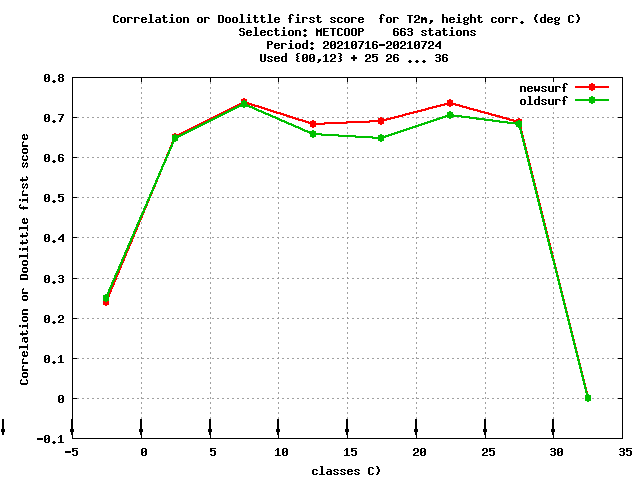 Correlation or Doolittle first score  for T2m, height corr. (deg C)
Selection: METCOOP    663 stations
Period: 20210716-20210724
Used {00,12} + 25 26 ... 36
newsurf
oldsurf
Correlation or Doolittle first score
0.8
0.7
0.6
0.5
0.4
0.3
0.2
0.1
0
-0.1
-5 0 5 10 15 20 25 30 35
classes C)